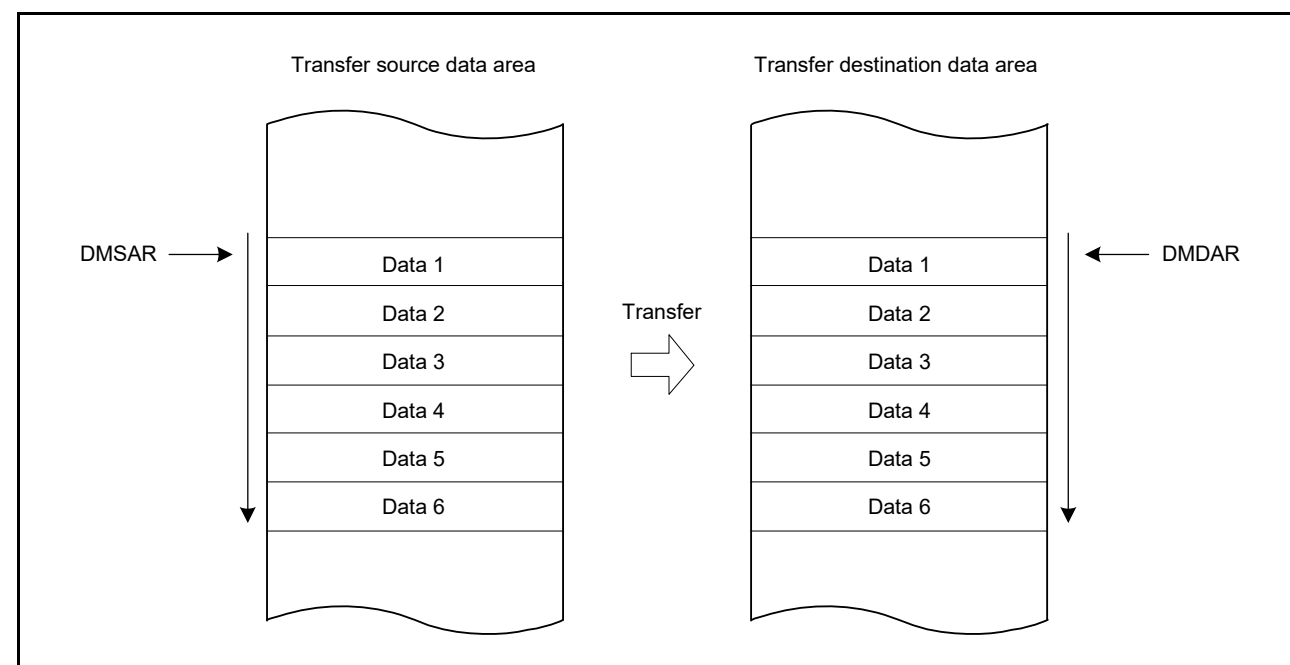 Transfer source data area
Transfer destination data area
DMSAR
Data 1
Data 2
Data 3
Data 4
Data 5
Data 6
Transfer
Data 1
Data 2
Data 3
Data 4
Data 5
Data 6
DMDAR